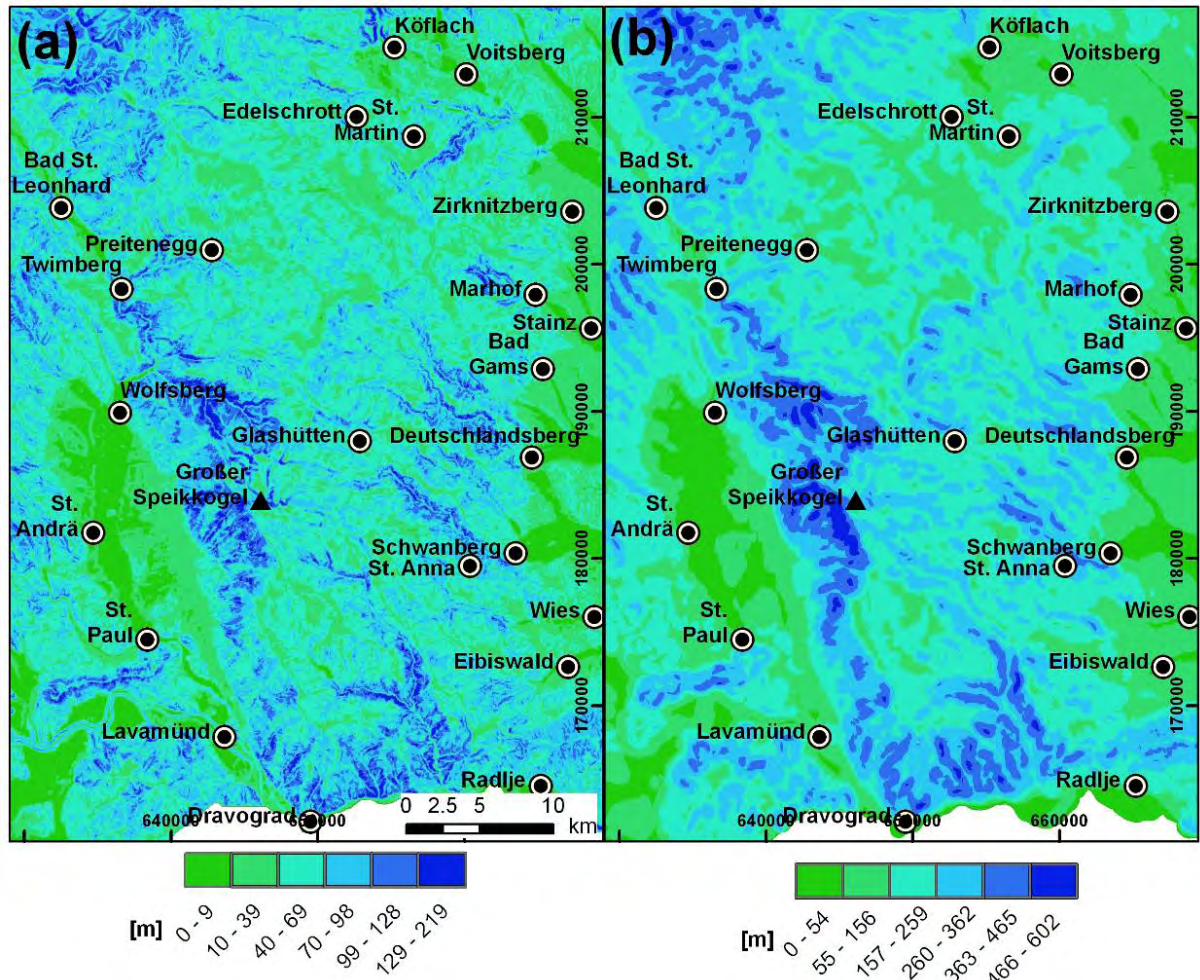 (a)
Köflach
Voitsberg
Edelschrott
St.
Martin
210000
Bad St.
Leonhard
Zirknitzberg
Preitenegg
200000
Twimberg
Marhof
Stainz
Bad
Gams
Wolfsberg
190000
Glashütten
Deutschlandsberg
Großer
Speikkogel
St.
Andrä
Schwanberg
180000
St. Anna
St.
Paul
Wies
Eibiswald
170000
Lavamünd
Radlje
Dravograd
0 2.5 5 10
km
640000
[m]
0 - 9
10 - 39
40 - 69
70 - 98
99 - 128
129 - 219
(b)
Köflach
Voitsberg
Edelschrott
St.
Martin
210000
Bad St.
Leonhard
Zirknitzberg
Preitenegg
200000
Twimberg
Marhof
Stainz
Bad
Gams
Wolfsberg
190000
Glashütten
Deutschlandsberg
Großer
Speikkogel
St.
Andrä
Schwanberg
180000
St. Anna
St.
Paul
Wies
Eibiswald
170000
Lavamünd
Radlje
Dravograd
640000
660000
[m]
0 - 54
55 - 156
157 - 259
260 - 362
363 - 465
466 - 602